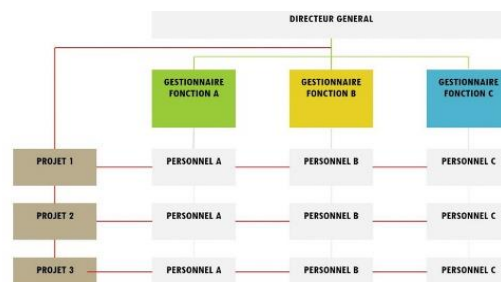 DIRECTEUR GENERAL
GESTIONNAIRE
FONCTION A
GESTIONNAIRE
FONCTION B
GESTIONNAIRE
FONCTION C
PROJET 1
PERSONNEL A
PERSONNEL B
PERSONNEL C
PROJET 2
PERSONNEL A
PERSONNEL B
PERSONNEL C
PROJET 3
PERSONNEL A
PERSONNEL B
PERSONNEL C